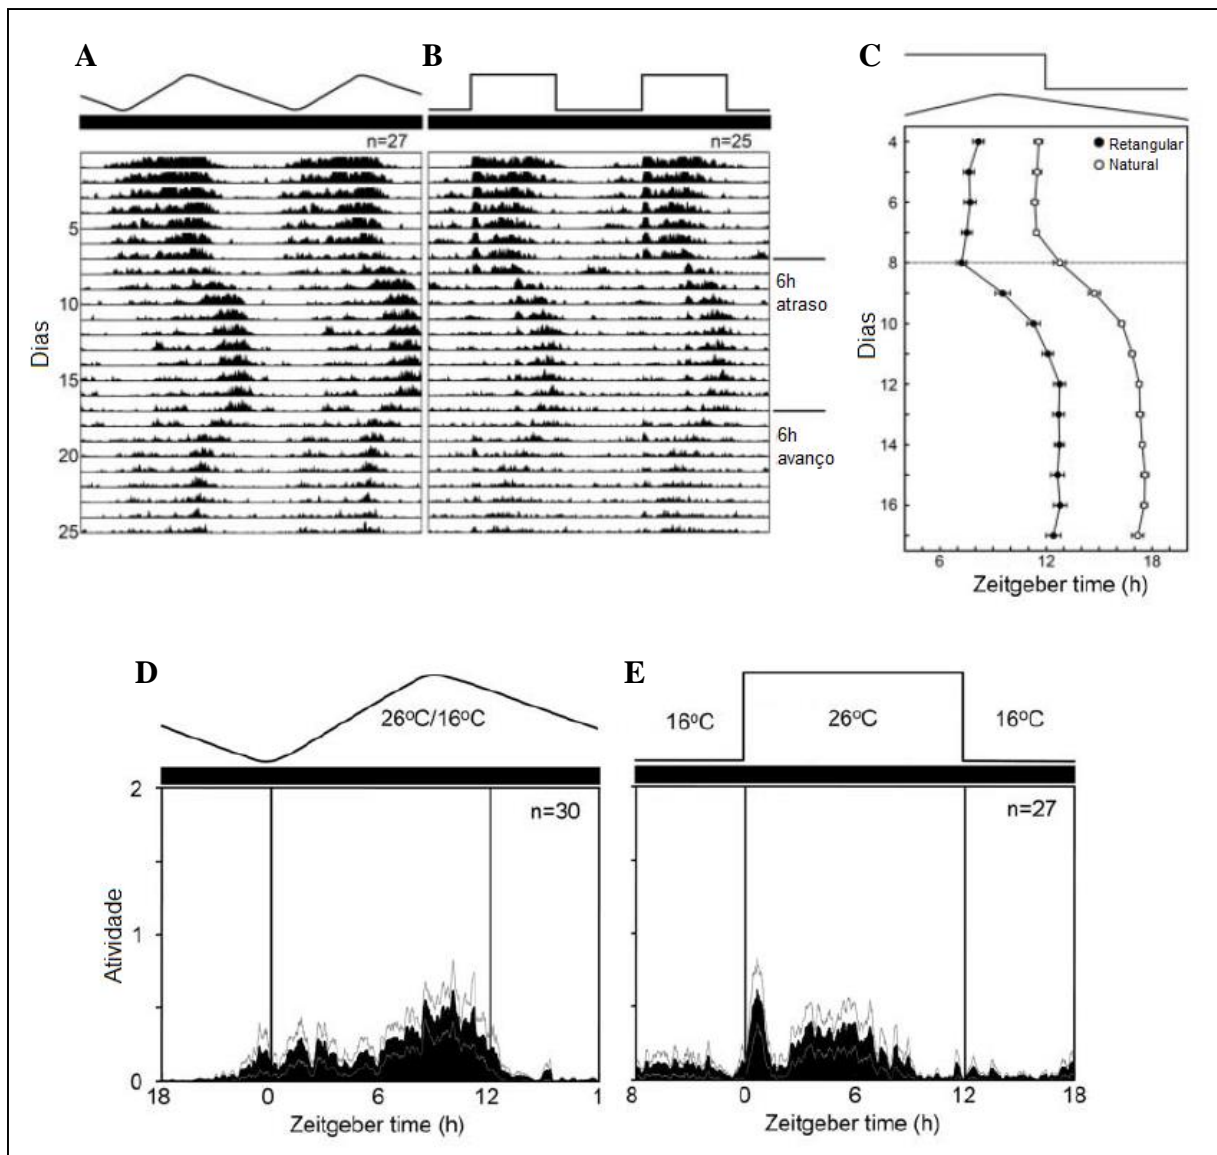 A
B
C
n=27
n=25
Retangular
Natural
4
6
8
10
12
14
16
Dias
6
12
18
Zeitgeber time (h)
5
10
15
20
25
Dias
6h
atraso
6h
avanço
D
E
26ºC/16ºC
16ºC
26ºC
16ºC
n=30
n=27
2
1
0
Atividade
18
0
6
12
1
Zeitgeber time (h)
8
0
6
12
18
Zeitgeber time (h)